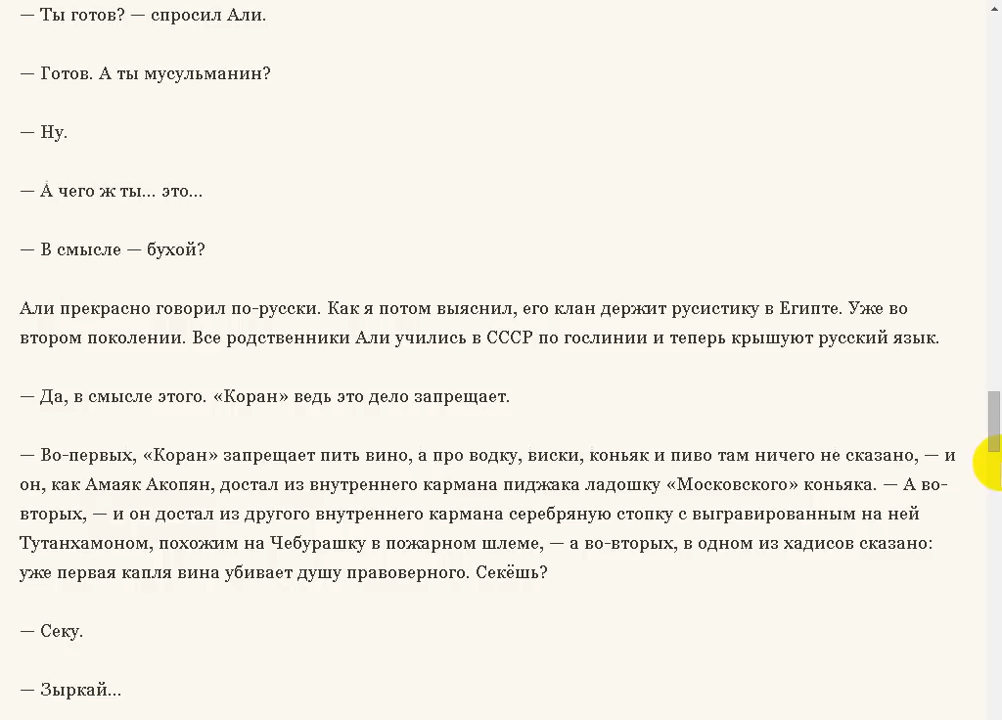 — Ты готов? — спросил Али.
— Готов. А ты мусульманин?
— Ну.
— А чего ж ты... это...
— В смысле — бухой?
Али прекрасно говорил по-русски. Как я потом выяснил, его клан держит русистику в Египте. Уже во
втором поколении. Все родственники Али учились в СССР по гослинии и теперь крышуют русский язык.
— Да, в смысле этого. «Коран» ведь это дело запрещает.
— Во-первых, «Коран» запрещает пить вино, а про водку, виски, коньяк и пиво там ничего не сказано, — и
он, как Амаяк Акопян, достал из внутреннего кармана пиджака ладошку «Московского» коньяка. — А во-
вторых, — и он достал из другого внутреннего кармана серебряную стопку с выгравированным на ней
Тутанхамоном, похожим на Чебурашку в пожарном шлеме, — а во-вторых, в одном из хадисов сказано:
уже первая капля вина убивает душу правоверного. Секёшь?
— Секу.
— Зыркай...